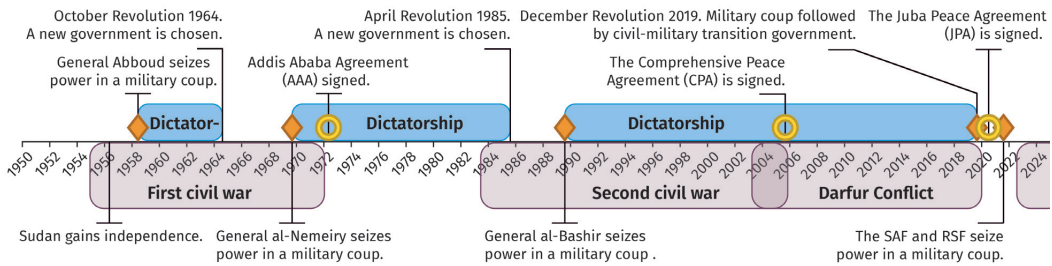 October Revolution 1964.
A new government is chosen.
April Revolution 1985.
A new government is chosen.
December Revolution 2019. Military coup followed
by civil-military transition government.
The Juba Peace Agreement
(JPA) is signed.
General Abboud seizes
power in a military coup.
Addis Ababa Agreement
(AAA) signed.
The Comprehensive Peace
Agreement (CPA) is signed.
Dictator-
Dictatorship
Dictatorship
1950 1952 1954 1956 1958 1960 1962 1964 1966 1968 1970 1972 1974 1976 1978 1980 1982 1984 1986 1988 1990 1992 1994 1996 1998 2000 2002 2004 2006 2008 2010 2012 2014 2016 2018 2020 2022 2024
First civil war
Second civil war
Darfur Conflict
Sudan gains independence.
General al-Nemeiry seizes
power in a military coup.
General al-Bashir seizes
power in a military coup .
The SAF and RSF seize
power in a military coup.